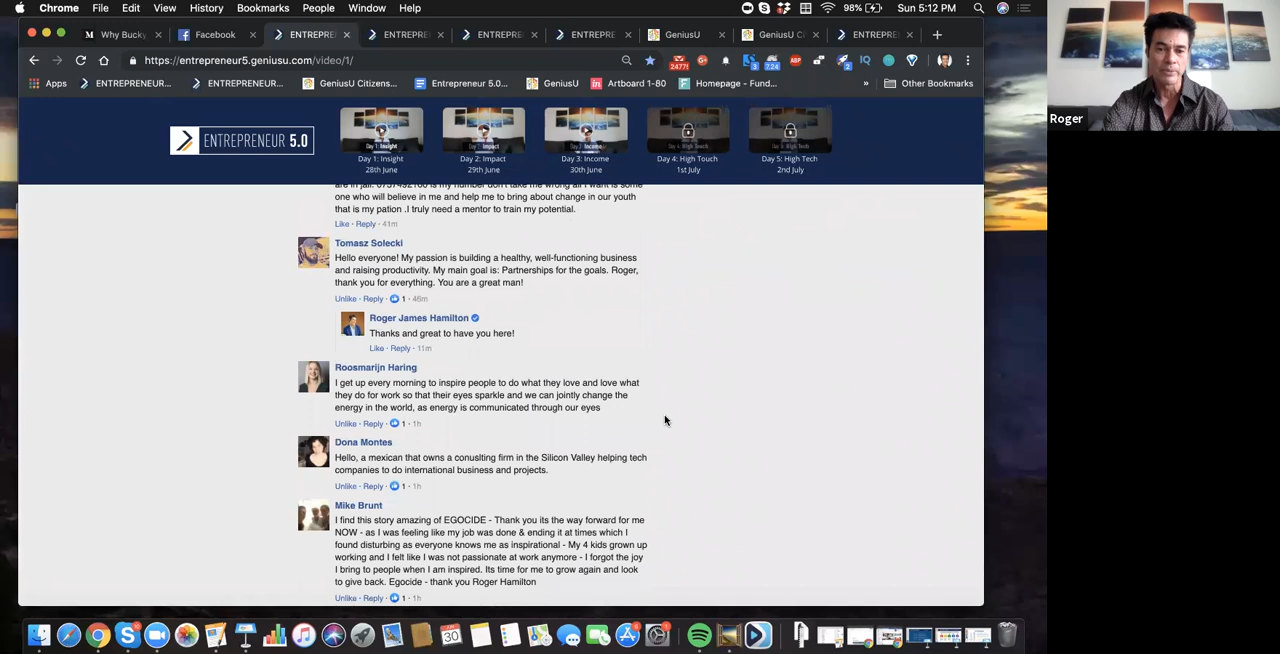 Chrome File Edit View History Bookmarks People Window Help 98% Sun 5:12 PM
M Why Bucky × Facebook × ENTREPRE × ENTREPRE × ENTREPRE × ENTREPRE × GeniusU × GeniusU Ci × ENTREPRE × +
https://entrepreneur5.geniusu.com/video/1/
Apps ENTREPRENEUR... ENTREPRENEUR... GeniusU Citizens... Entrepreneur 5.0... GeniusU Artboard 1-80 Homepage - Fund... » Other Bookmarks
Roger
ENTREPRENEUR 5.0
Day 1: Insight Day 2: Impact Day 3: Income
Day 1: Insight Day 2: Impact Day 3: Income Day 4: High Touch Day 5: High Tech
28th June 29th June 30th June 1st July 2nd July
one who will believe in me and help me to bring about change in our youth
that is my pation .I truly need a mentor to train my potential.
Like · Reply · 41m
Tomasz Solecki
Hello everyone! My passion is building a healthy, well-functioning business
and raising productivity. My main goal is: Partnerships for the goals. Roger,
thank you for everything. You are a great man!
Unlike · Reply · 1 · 46m
Roger James Hamilton
Thanks and great to have you here!
Like · Reply · 11m
Roosmarijn Haring
I get up every morning to inspire people to do what they love and love what
they do for work so that their eyes sparkle and we can jointly change the
energy in the world, as energy is communicated through our eyes
Unlike · Reply · 1 · 1h
Dona Montes
Hello, a mexican that owns a conuslting firm in the Silicon Valley helping tech
companies to do international business and projects.
Unlike · Reply · 1 · 1h
Mike Brunt
I find this story amazing of EGOCIDE - Thank you its the way forward for me
NOW - as I was feeling like my job was done & ending it at times which I
found disturbing as everyone knows me as inspirational - My 4 kids grown up
working and I felt like I was not passionate at work anymore - I forgot the joy
I bring to people when I am inspired. Its time for me to grow again and look
to give back. Egocide - thank you Roger Hamilton
Unlike · Reply · 1 · 1h
JUN
30